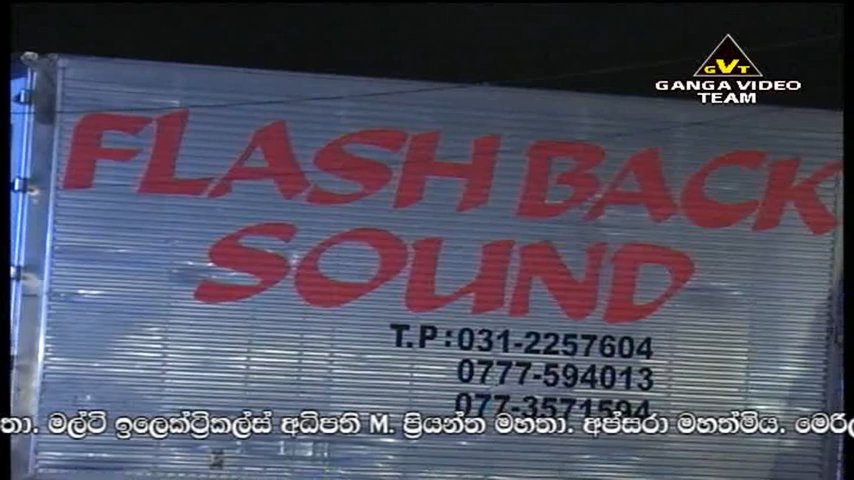 GVT
GANGA VIDEO
TEAM
FLASH BACK
SOUND
T.P:031-2257604
0777-594013
077-3571594
තා. මල්ටි ඉලෙක්ට්‍රිකල්ස් අධිපති M. ප්‍රියන්ත මහතා. අප්සරා මහත්මිය. මෙරිල